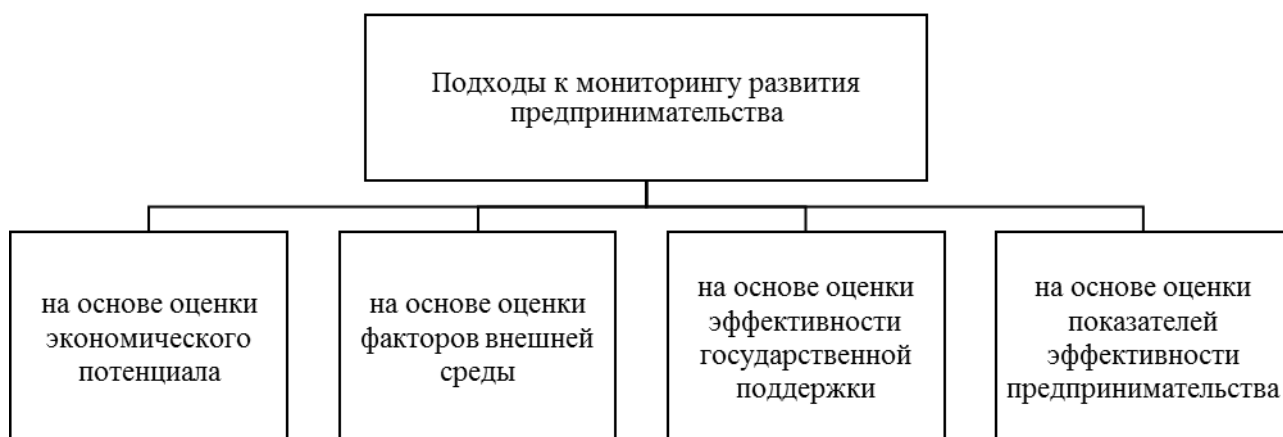 Подходы к мониторингу развития
предпринимательства
на основе оценки
экономического
потенциала
на основе оценки
факторов внешней
среды
на основе оценки
эффективности
государственной
поддержки
на основе оценки
показателей
эффективности
предпринимательства